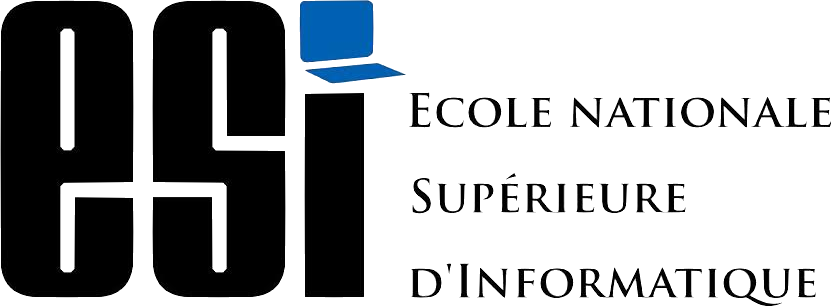 esi
Ecole nationale
Supérieure
d'Informatique